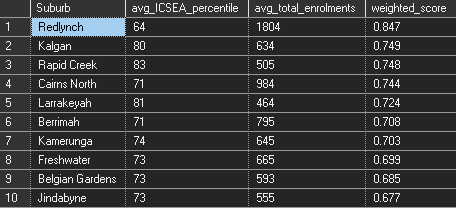 Suburb avg_ICSEA_percentile avg_total_enrolments weighted_score
1 Redlynch 64 1804 0.847
2 Kalgan 80 634 0.749
3 Rapid Creek 83 505 0.748
4 Cairns North 71 984 0.744
5 Larrakeyah 81 464 0.724
6 Berrimah 71 795 0.708
7 Kamerunga 74 645 0.703
8 Freshwater 73 665 0.699
9 Belgian Gardens 73 593 0.685
10 Jindabyne 73 555 0.677